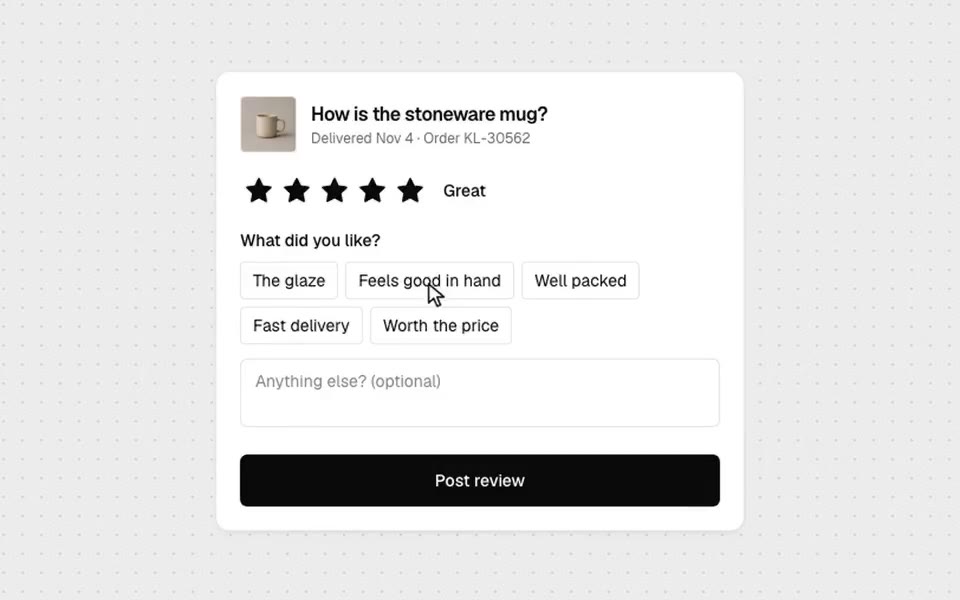 How is the stoneware mug?
Delivered Nov 4 · Order KL-30562
Great
What did you like?
The glaze Feels good in hand Well packed
Fast delivery Worth the price
Anything else? (optional)
Post review